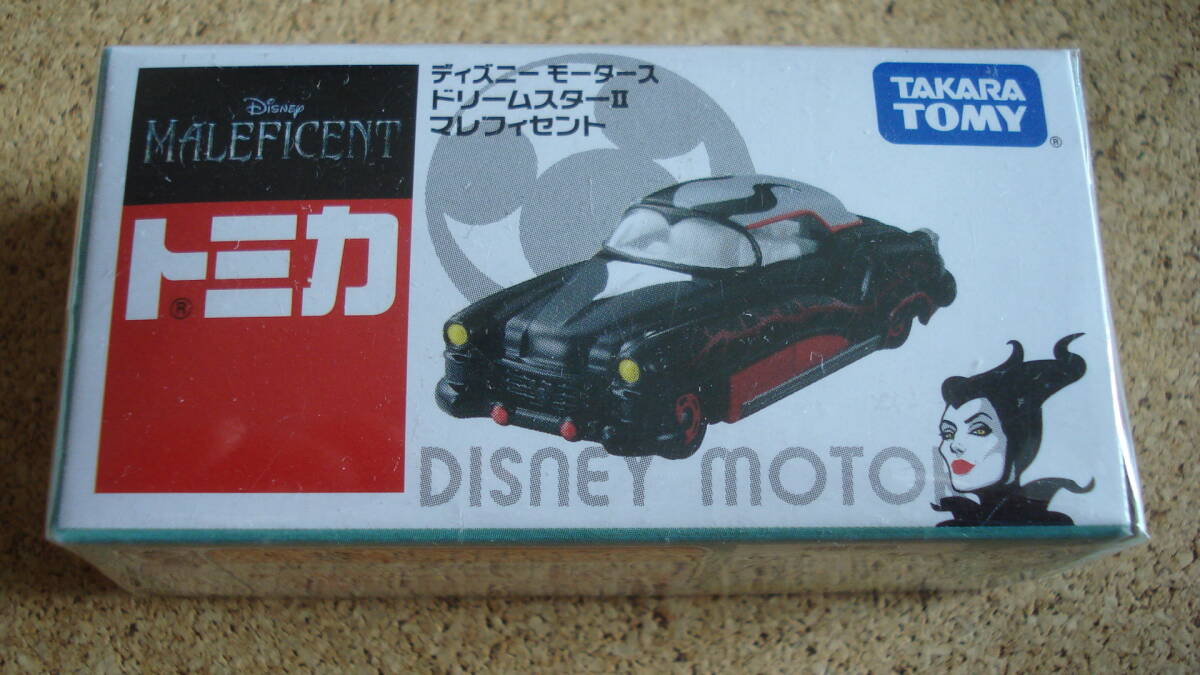 Disney
MALEFICENT
トミカ
®
ディズニー モータース
ドリームスターII
マレフィセント
TAKARA
TOMY
®
DISNEY MOTO